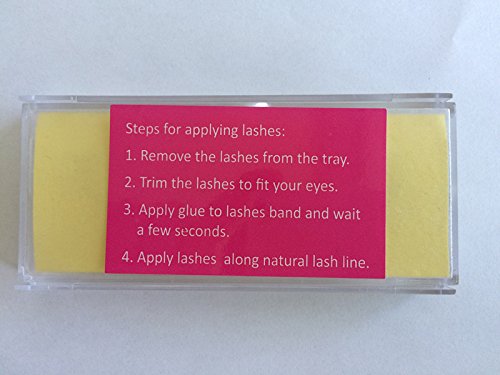 Steps for applying lashes:
1. Remove the lashes from the tray.
2. Trim the lashes to fit your eyes.
3. Apply glue to lashes band and wait
a few seconds.
4. Apply lashes along natural lash line.